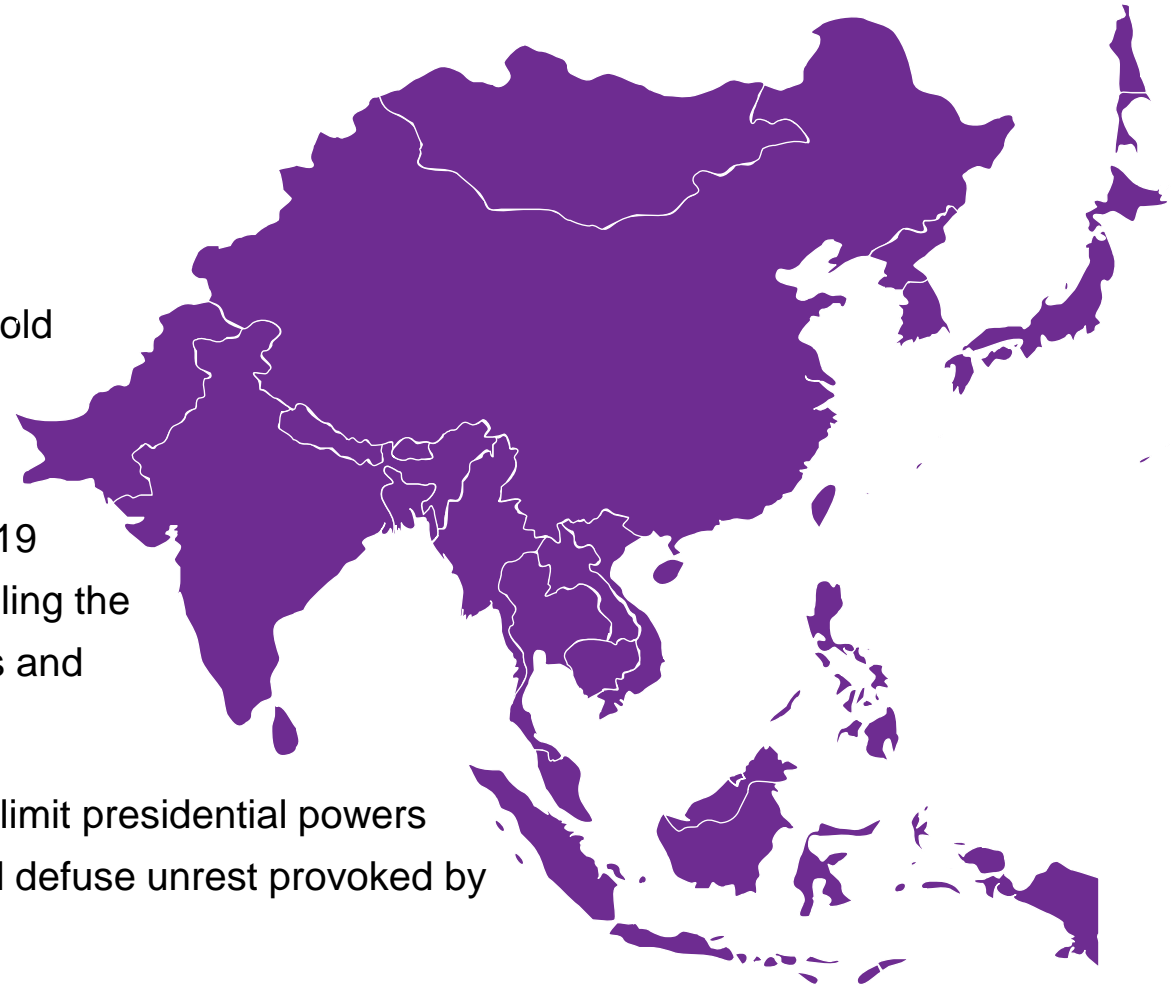 old
19
ling the
s and
limit presidential powers
l defuse unrest provoked by